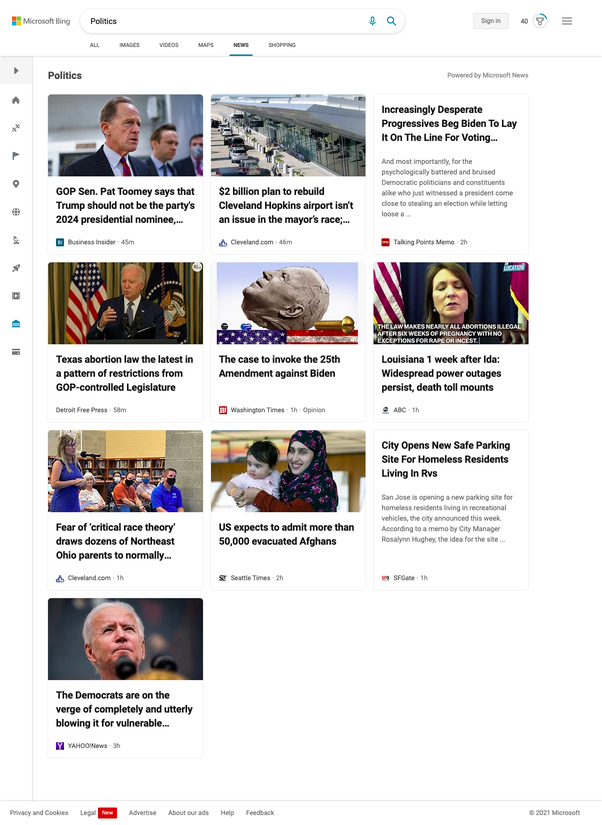 Microsoft Bing
Politics
Sign in
40
ALL
IMAGES
VIDEOS
MAPS
NEWS
SHOPPING
Politics
Powered by Microsoft News
GOP Sen. Pat Toomey says that
Trump should not be the party's
2024 presidential nominee,...
Business Insider · 45m
$2 billion plan to rebuild
Cleveland Hopkins airport isn't
an issue in the mayor's race;...
Cleveland.com · 46m
Increasingly Desperate
Progressives Beg Biden To Lay
It On The Line For Voting...
And most importantly, for the
psychologically battered and bruised
Democratic politicians and constituents
alike who just witnessed a president come
close to stealing an election while letting
loose a ...
Talking Points Memo · 2h
Texas abortion law the latest in
a pattern of restrictions from
GOP-controlled Legislature
Detroit Free Press · 58m
The case to invoke the 25th
Amendment against Biden
Washington Times · 1h · Opinion
LOCATION
THE LAW MAKES NEARLY ALL ABORTIONS ILLEGAL
AFTER SIX WEEKS OF PREGNANCY WITH NO
EXCEPTIONS FOR RAPE OR INCEST.
Louisiana 1 week after Ida:
Widespread power outages
persist, death toll mounts
ABC · 1h
Fear of 'critical race theory'
draws dozens of Northeast
Ohio parents to normally...
Cleveland.com · 1h
US expects to admit more than
50,000 evacuated Afghans
Seattle Times · 2h
City Opens New Safe Parking
Site For Homeless Residents
Living In Rvs
San Jose is opening a new parking site for
homeless residents living in recreational
vehicles, the city announced this week.
According to a memo by City Manager
Rosalynn Hughey, the idea for the site ...
SFGate · 1h
The Democrats are on the
verge of completely and utterly
blowing it for vulnerable...
YAHOO!News · 3h
Privacy and Cookies
Legal
New
Advertise
About our ads
Help
Feedback
© 2021 Microsoft